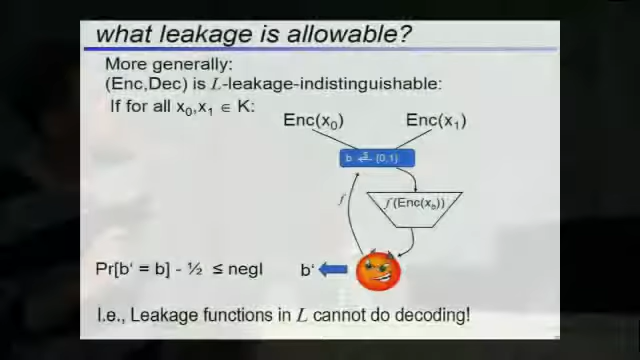 what leakage is allowable?
More generally:
(Enc,Dec) is L-leakage-indistinguishable:
If for all x₀,x₁ ∈ K:
Enc(x₀) Enc(x₁)
b ← {0,1}
f
f(Enc(x_b))
Pr[b' = b] - ½ ≤ negl b'
I.e., Leakage functions in L cannot do decoding!